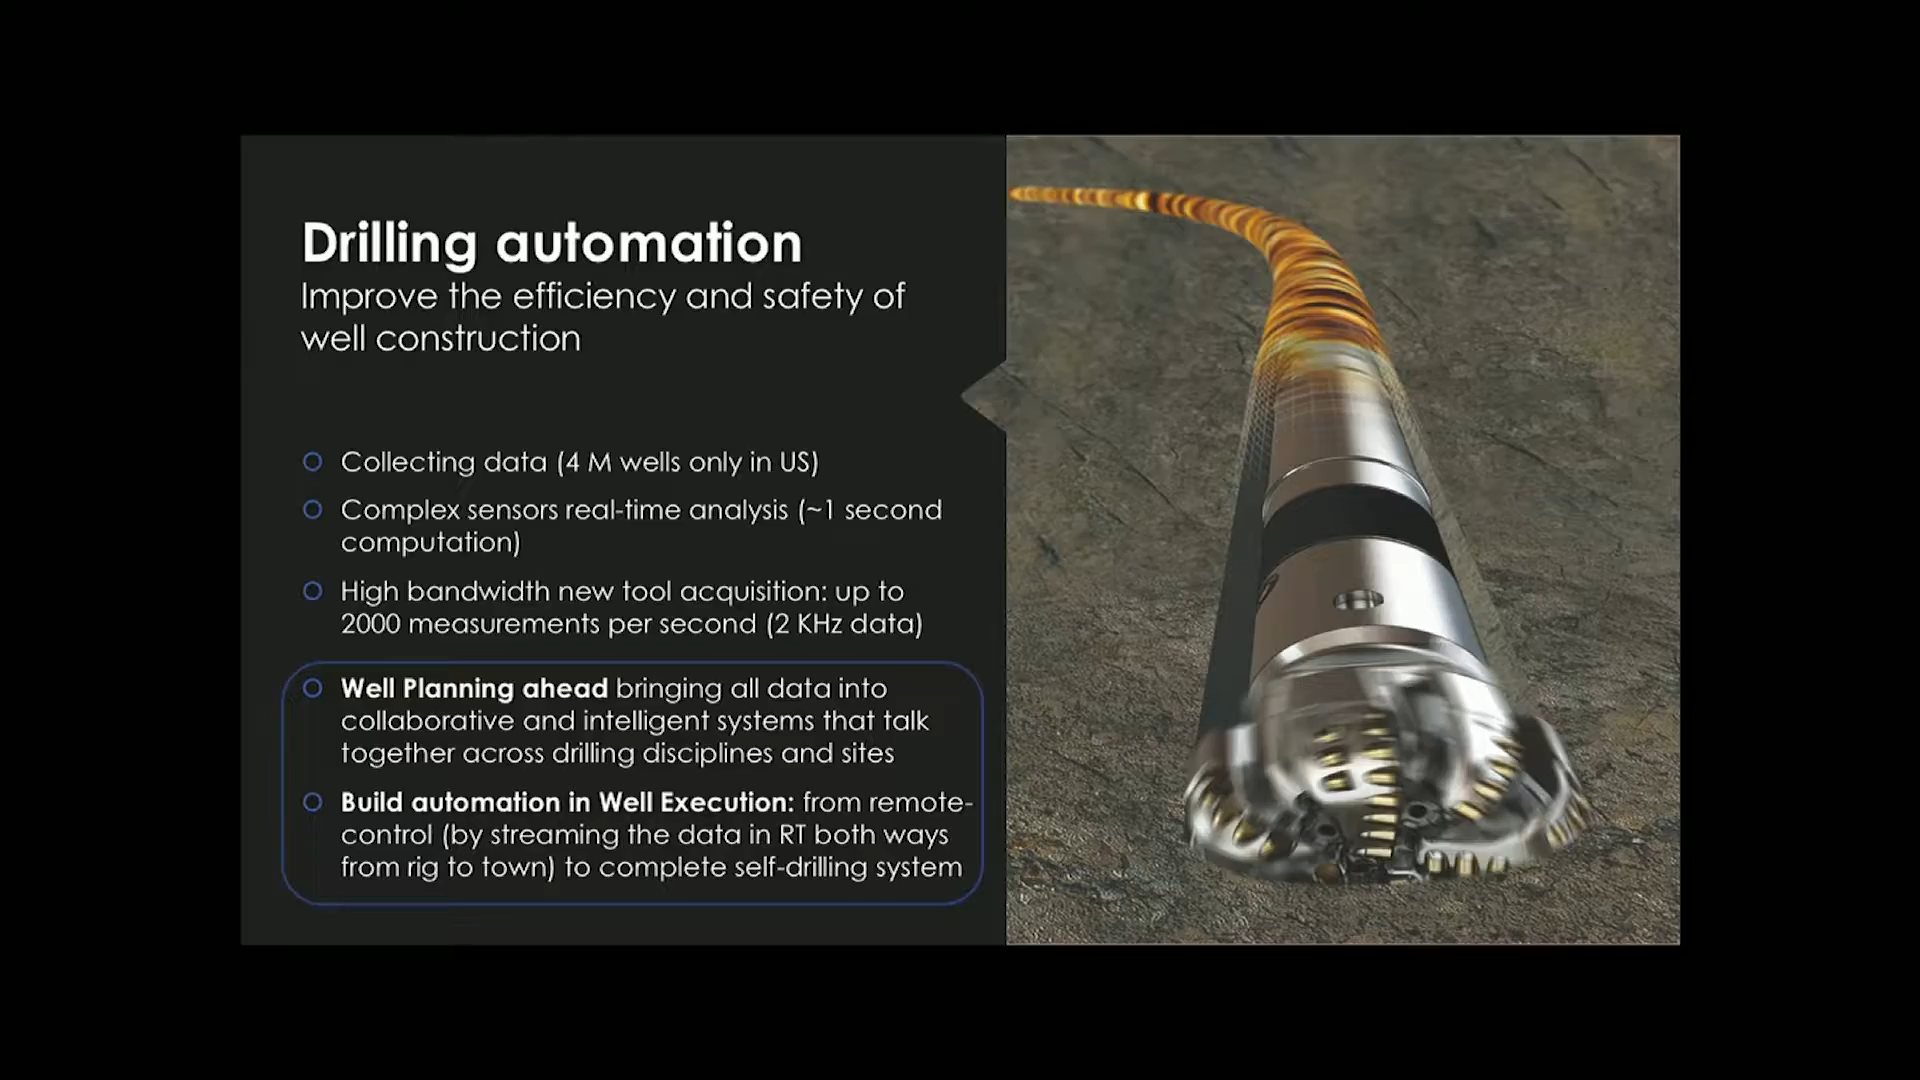 Drilling automation
Improve the efficiency and safety of
well construction
Collecting data (4 M wells only in US)
Complex sensors real-time analysis (~1 second
computation)
High bandwidth new tool acquisition: up to
2000 measurements per second (2 KHz data)
Well Planning ahead bringing all data into
collaborative and intelligent systems that talk
together across drilling disciplines and sites
Build automation in Well Execution: from remote-
control (by streaming the data in RT both ways
from rig to town) to complete self-drilling system